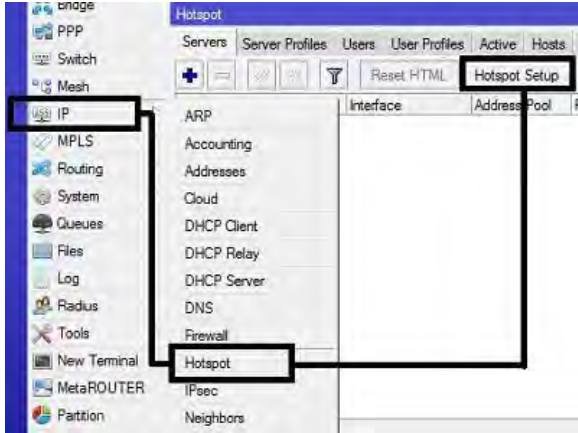 Bridge
PPP
Switch
Mesh
IP
MPLS
Routing
System
Queues
Files
Log
Radius
Tools
New Terminal
MetaROUTER
Partition
Hotspot
Servers Server Profiles Users User Profiles Active Hosts
Reset HTML Hotspot Setup
Interface Address Pool
ARP
Accounting
Addresses
Cloud
DHCP Client
DHCP Relay
DHCP Server
DNS
Firewall
Hotspot
IPsec
Neighbors